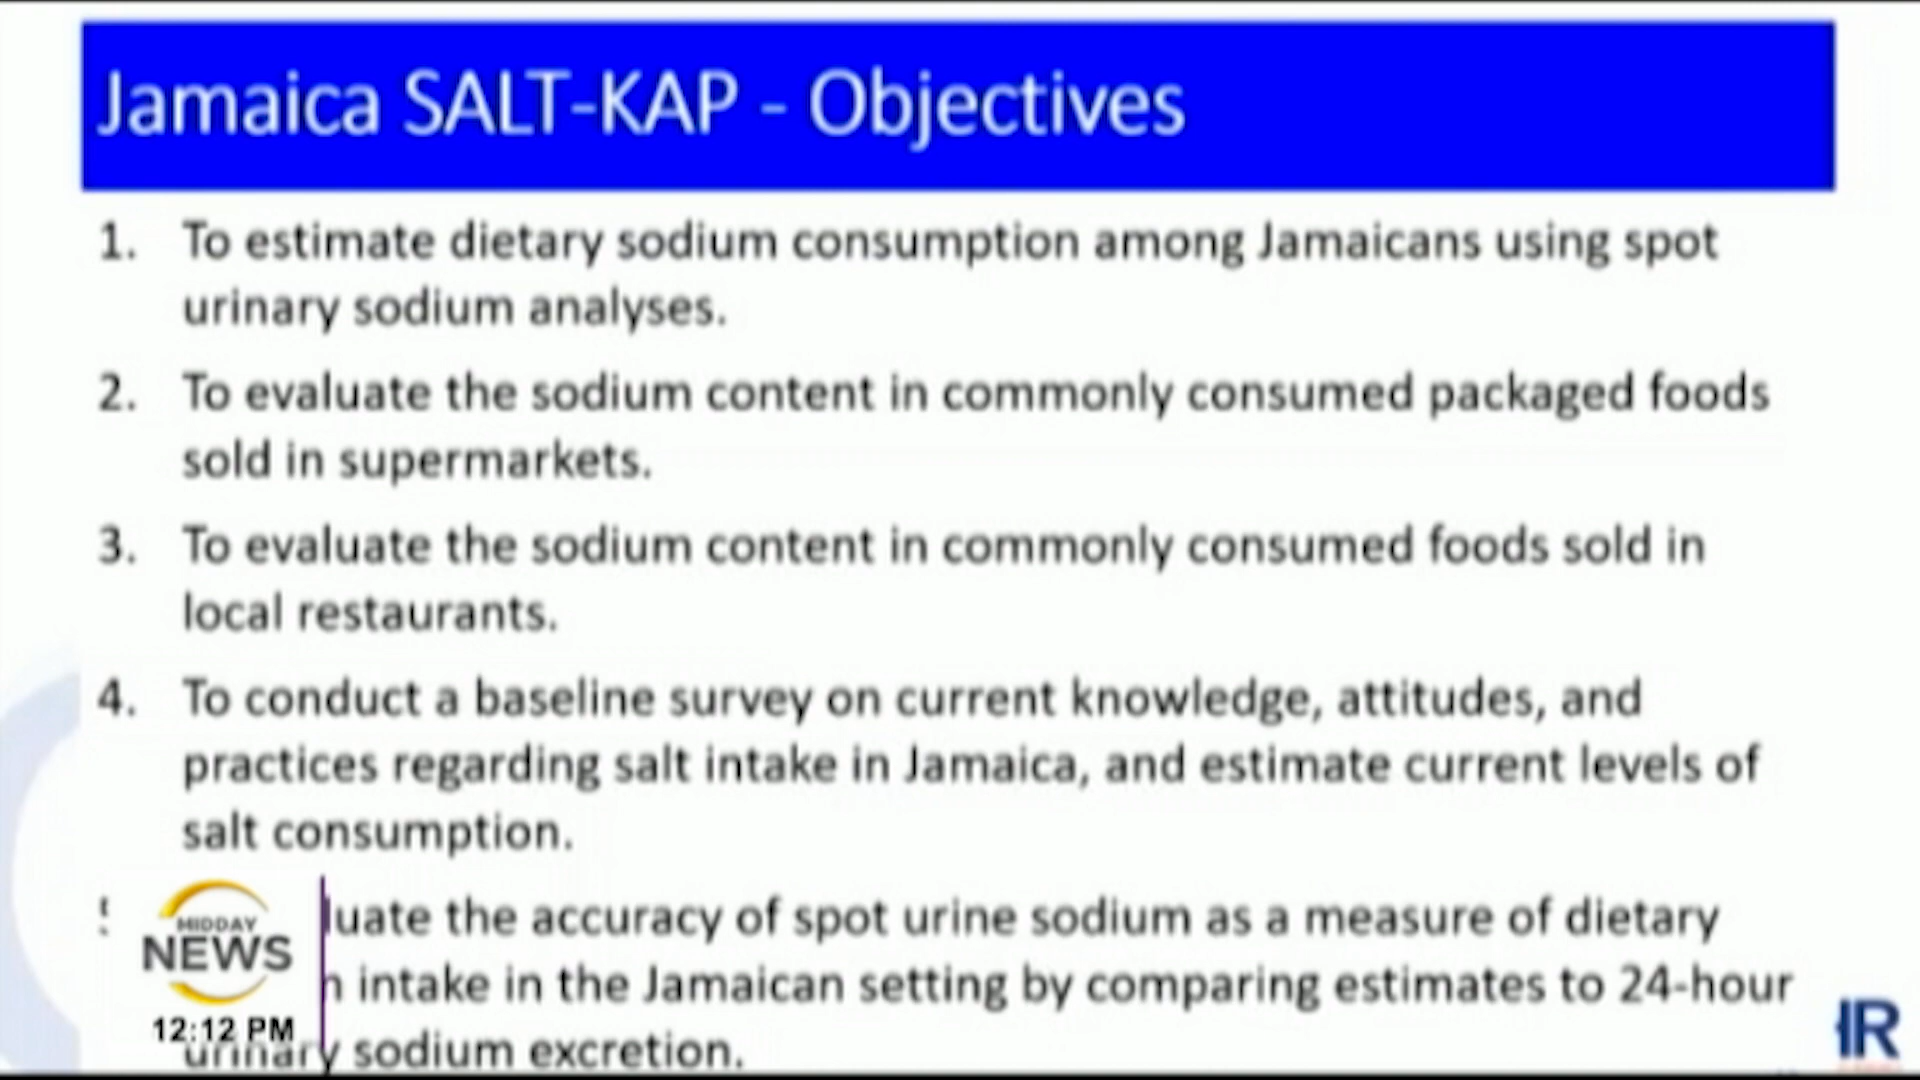 Jamaica SALT-KAP - Objectives
1. To estimate dietary sodium consumption among Jamaicans using spot
urinary sodium analyses.
2. To evaluate the sodium content in commonly consumed packaged foods
sold in supermarkets.
3. To evaluate the sodium content in commonly consumed foods sold in
local restaurants.
4. To conduct a baseline survey on current knowledge, attitudes, and
practices regarding salt intake in Jamaica, and estimate current levels of
salt consumption.
luate the accuracy of spot urine sodium as a measure of dietary
intake in the Jamaican setting by comparing estimates to 24-hour
urinary sodium excretion.
MIDDAY
NEWS
12:12 PM
IR